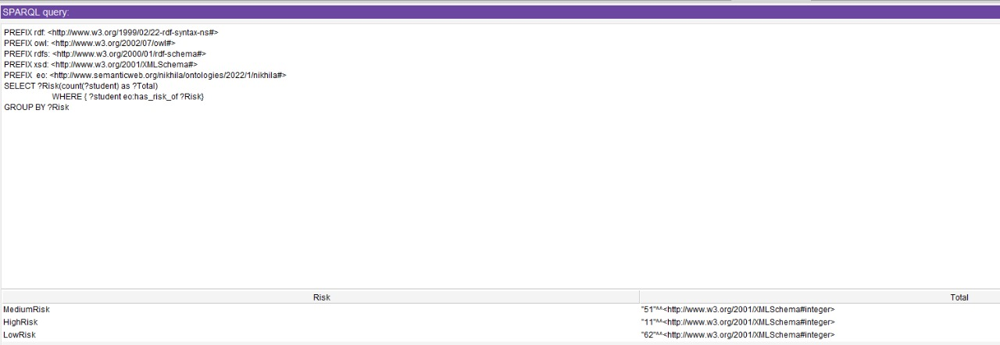 SPARQL query:
PREFIX rdf: <http://www.w3.org/1999/02/22-rdf-syntax-ns#>
PREFIX owl: <http://www.w3.org/2002/07/owl#>
PREFIX rdfs: <http://www.w3.org/2000/01/rdf-schema#>
PREFIX xsd: <http://www.w3.org/2001/XMLSchema#>
PREFIX  eo: <http://www.semanticweb.org/nikhila/ontologies/2022/1/nikhila#>
SELECT ?Risk(count(?student) as ?Total)
WHERE { ?student eo:has_risk_of ?Risk}
GROUP BY ?Risk
Risk Total
MediumRisk "51"^^<http://www.w3.org/2001/XMLSchema#integer>
HighRisk "11"^^<http://www.w3.org/2001/XMLSchema#integer>
LowRisk "62"^^<http://www.w3.org/2001/XMLSchema#integer>